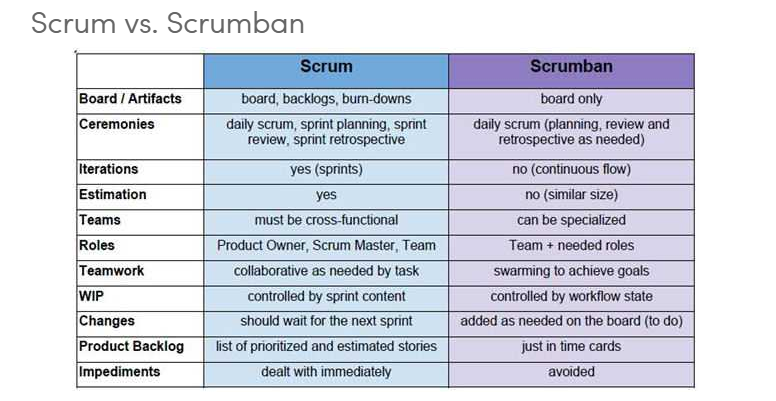 Scrum vs. Scrumban
Scrum Scrumban
Board / Artifacts board, backlogs, burn-downs board only
Ceremonies daily scrum, sprint planning, sprint review, sprint retrospective daily scrum (planning, review and retrospective as needed)
Iterations yes (sprints) no (continuous flow)
Estimation yes no (similar size)
Teams must be cross-functional can be specialized
Roles Product Owner, Scrum Master, Team Team + needed roles
Teamwork collaborative as needed by task swarming to achieve goals
WIP controlled by sprint content controlled by workflow state
Changes should wait for the next sprint added as needed on the board (to do)
Product Backlog list of prioritized and estimated stories just in time cards
Impediments dealt with immediately avoided